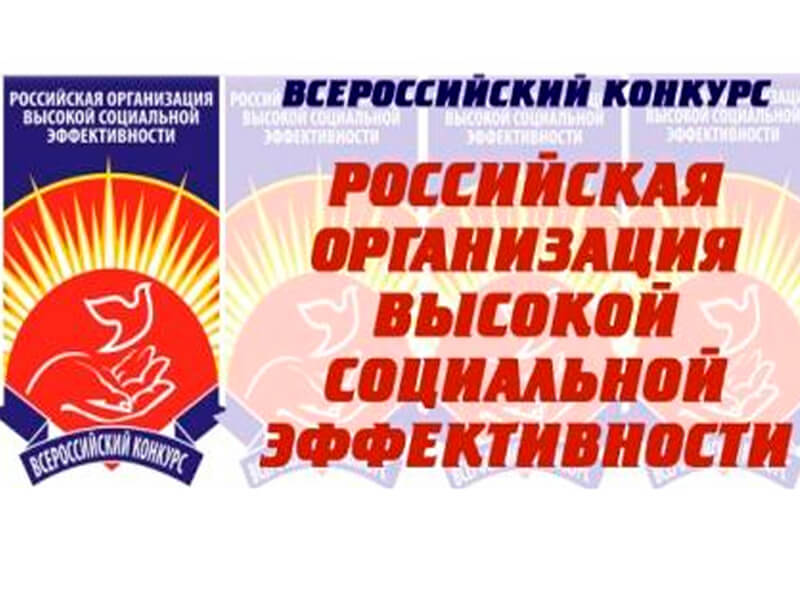 РОССИЙСКАЯ ОРГАНИЗАЦИЯ
ВЫСОКОЙ СОЦИАЛЬНОЙ
ЭФФЕКТИВНОСТИ
ВСЕРОССИЙСКИЙ КОНКУРС
ВСЕРОССИЙСКИЙ КОНКУРС
РОССИЙСКАЯ
ОРГАНИЗАЦИЯ
ВЫСОКОЙ
СОЦИАЛЬНОЙ
ЭФФЕКТИВНОСТИ